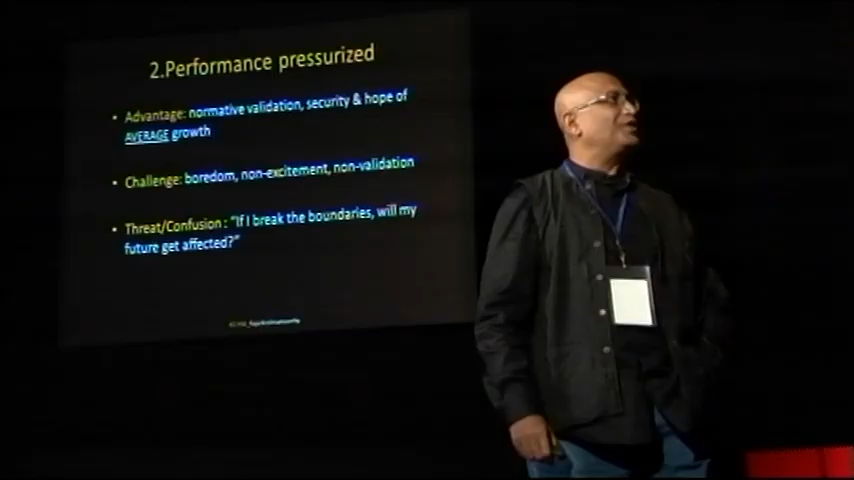 2.Performance pressurized
• Advantage: normative validation, security & hope of
AVERAGE growth
• Challenge: boredom, non-excitement, non-validation
• Threat/Confusion : "If I break the boundaries, will my
future get affected?"